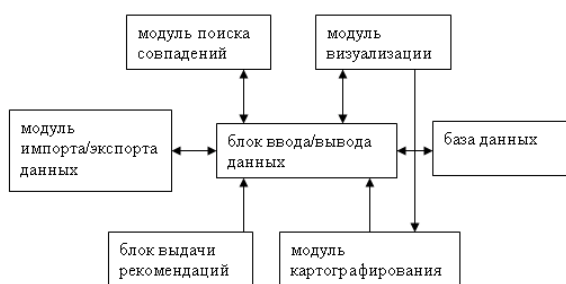 модуль поиска
совпадений
модуль
визуализации
модуль
импорта/экспорта
данных
блок ввода/вывода
данных
база данных
блок выдачи
рекомендаций
модуль
картографирования